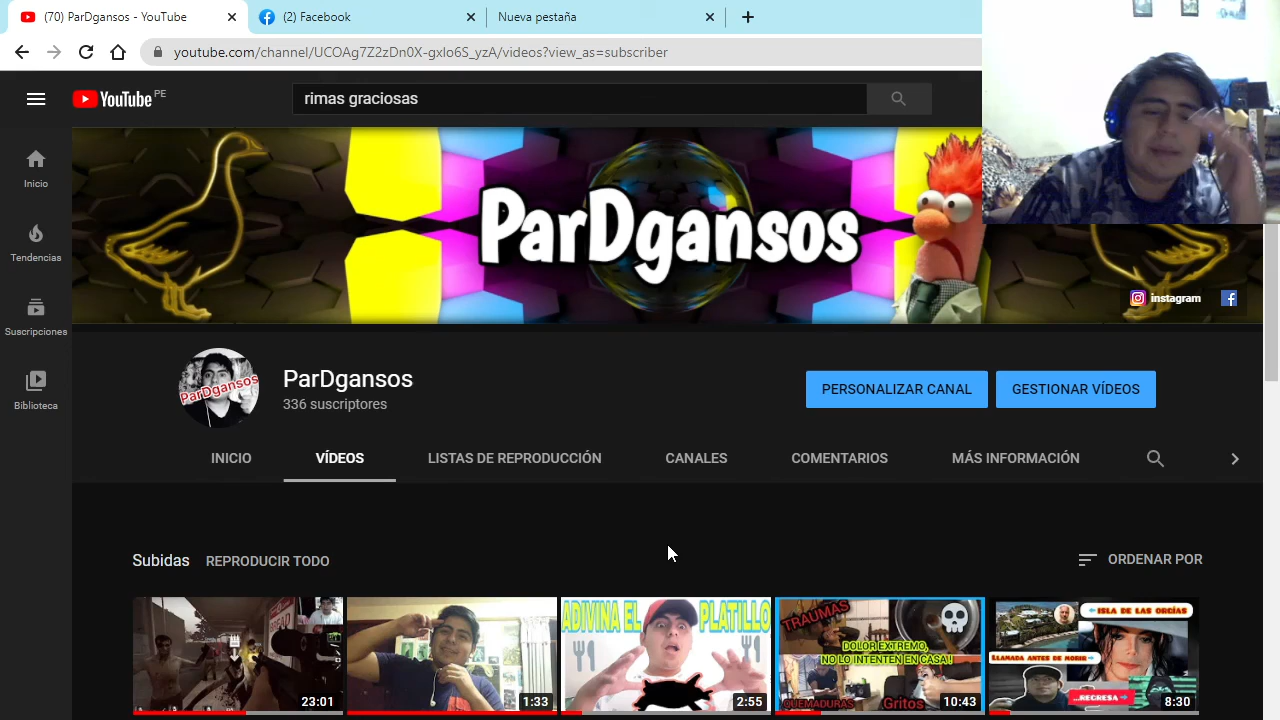 (70) ParDgansos - YouTube
(2) Facebook
Nueva pestaña
youtube.com/channel/UCOAg7Z2zDn0X-gxIo6S_vzA/videos?view_as=subscriber
YouTube PE
rimas graciosas
Inicio
Tendencias
Suscripciones
Biblioteca
ParDgansos
instagram
ParDgansos
ParDgansos
336 suscriptores
PERSONALIZAR CANAL
GESTIONAR VÍDEOS
INICIO
VÍDEOS
LISTAS DE REPRODUCCIÓN
CANALES
COMENTARIOS
MÁS INFORMACIÓN
Subidas
REPRODUCIR TODO
ORDENAR POR
23:01
1:33
ADIVINA EL PLATILLO
2:55
TRAUMAS
DOLOR EXTREMO,
NO LO INTENTEN EN CASA!!
QUEMADURAS
Gritos
10:43
ISLA DE LAS ORGÍAS
LLAMADA ANTES DE MORIR
...REGRESA
8:30